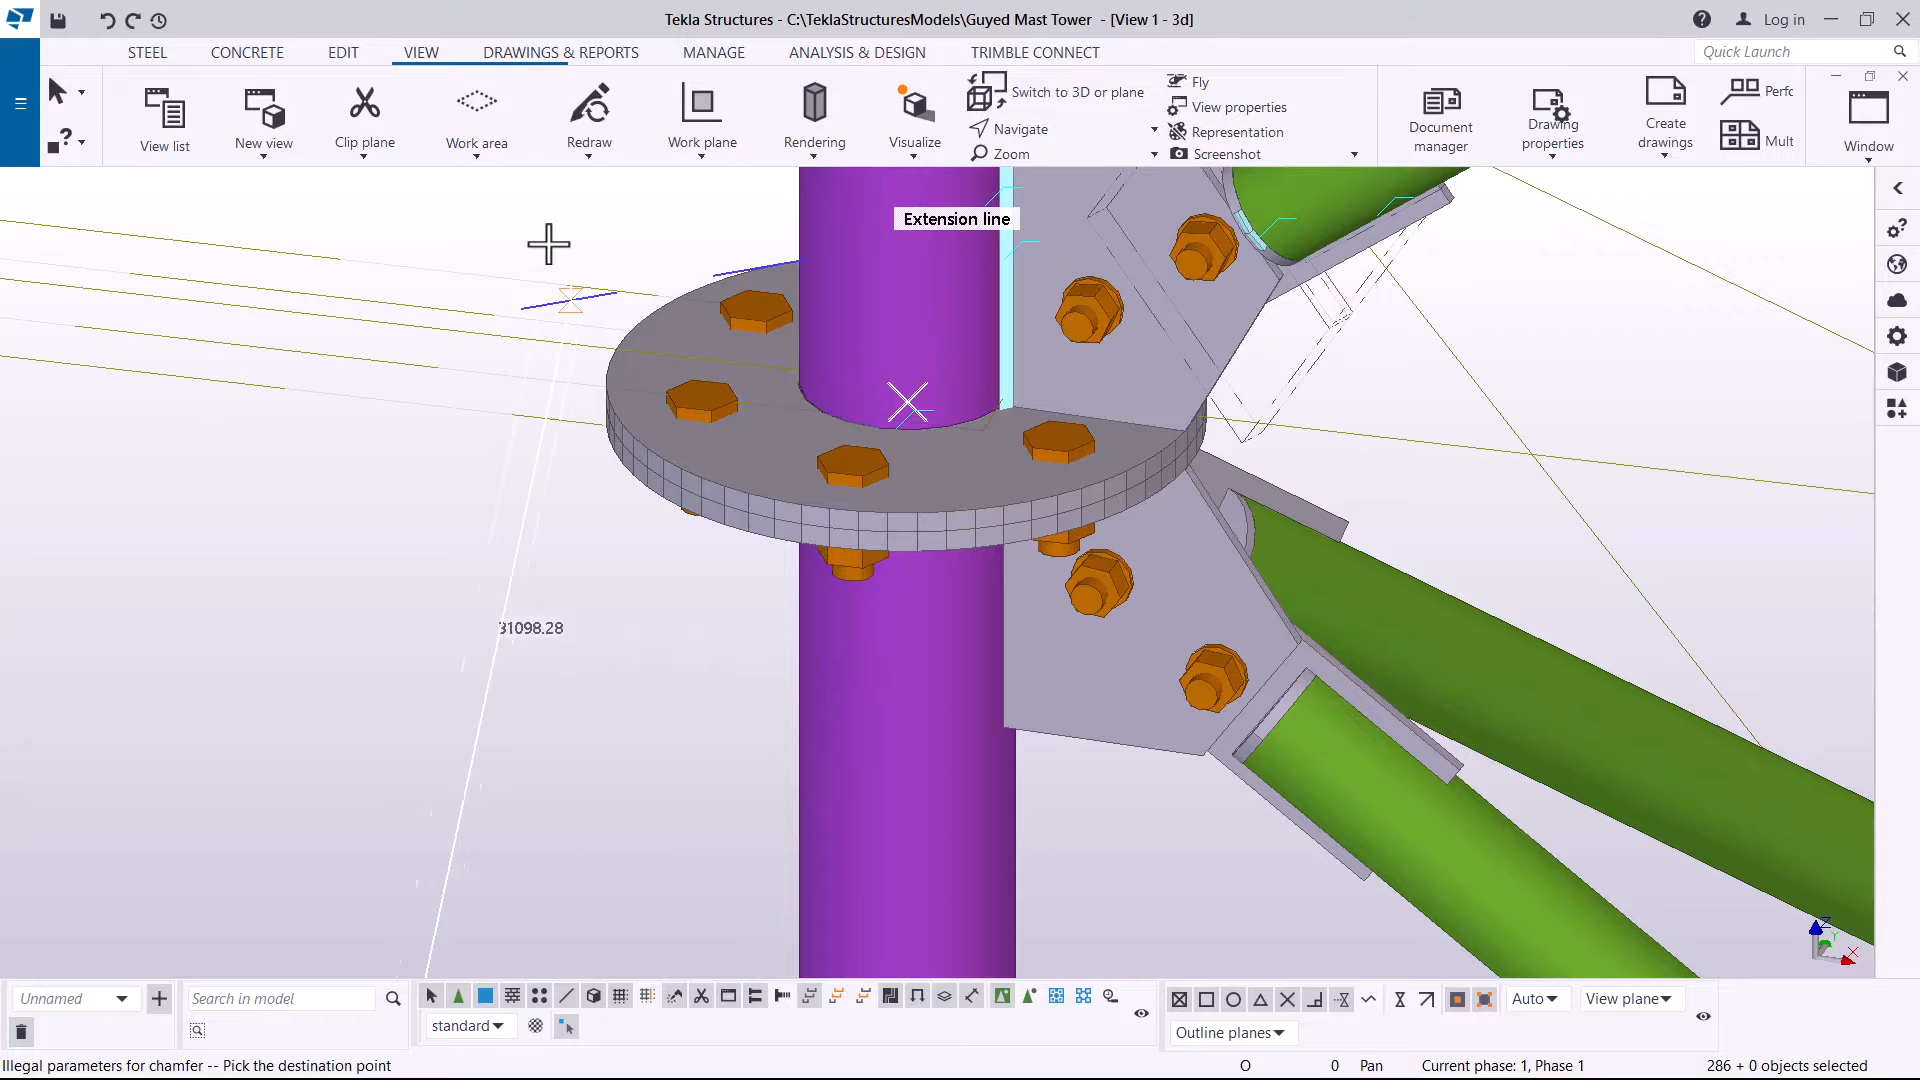 Tekla Structures - C:\TeklaStructuresModels\Guyed Mast Tower - [View 1 - 3d]
Log in
STEEL CONCRETE EDIT VIEW DRAWINGS & REPORTS MANAGE ANALYSIS & DESIGN TRIMBLE CONNECT
Quick Launch
View list
New view
Clip plane
Work area
Redraw
Work plane
Rendering
Visualize
Switch to 3D or plane
Navigate
Zoom
Fly
View properties
Representation
Screenshot
Document manager
Drawing properties
Create drawings
Perfc
Mult
Window
Extension line
31098.28
Z
Y
X
Unnamed
Search in model
standard
Auto
View plane
Outline planes
Illegal parameters for chamfer -- Pick the destination point
O 0 Pan Current phase: 1, Phase 1 286 + 0 objects selected